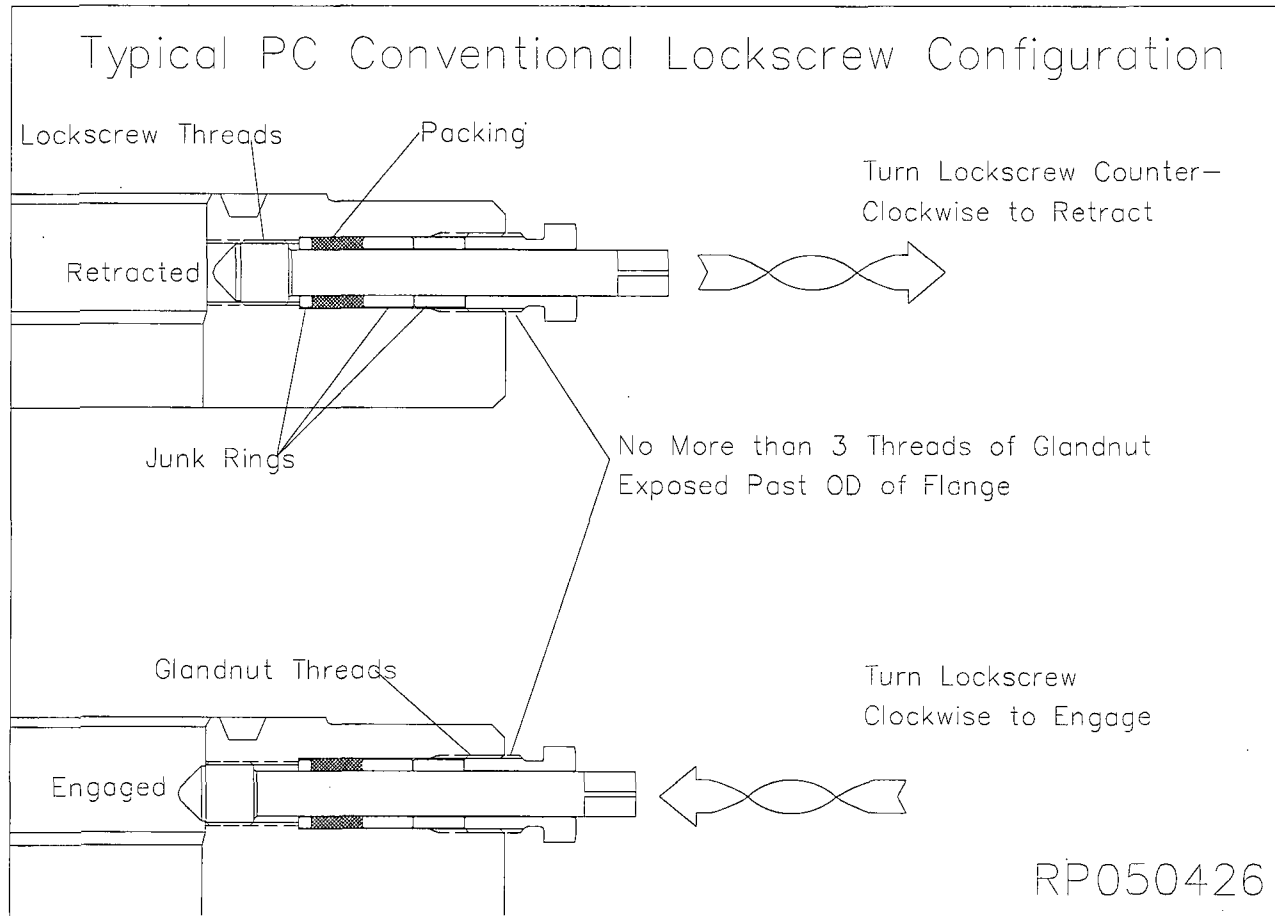 Typical PC Conventional Lockscrew Configuration
Lockscrew Threads
Packing
Turn Lockscrew Counter-
Clockwise to Retract
Retracted
Junk Rings
No More than 3 Threads of Glandnut
Exposed Past OD of Flange
Glandnut Threads
Turn Lockscrew
Clockwise to Engage
Engaged
RP050426